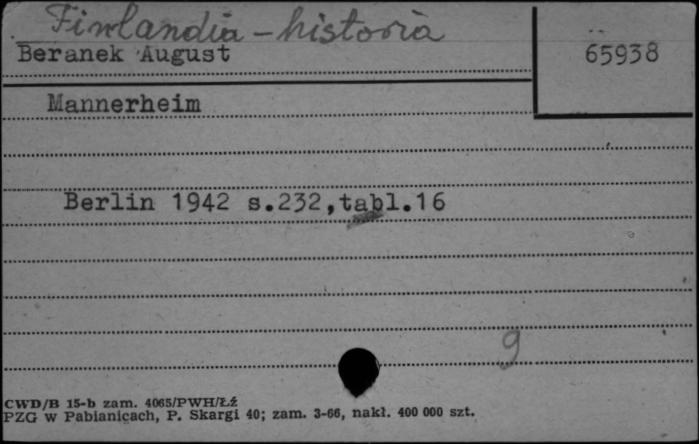 Finlandia - historia
Beranek August
65938
Mannerheim
Berlin 1942 s.232,tabl.16
9
CWD/B 15-b zam. 4065/PWH/Łź
PZG w Pabianicach, P. Skargi 40; zam. 3-66, nakł. 400 000 szt.